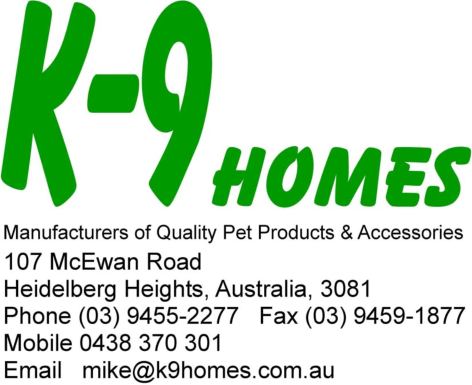 K-9 HOMES
Manufacturers of Quality Pet Products & Accessories
107 McEwan Road
Heidelberg Heights, Australia, 3081
Phone (03) 9455-2277   Fax (03) 9459-1877
Mobile 0438 370 301
Email   mike@k9homes.com.au